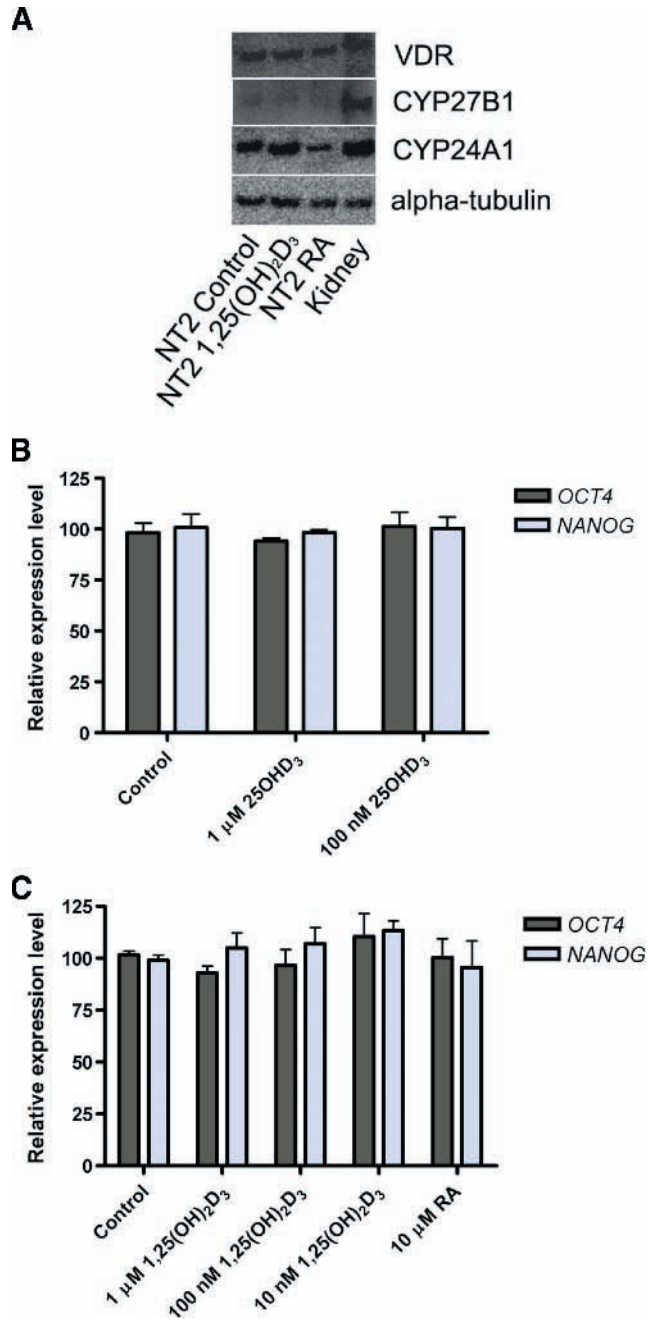 A
VDR
CYP27B1
CYP24A1
alpha-tubulin
NT2 Control
NT2 1,25(OH)₂D₃
NT2 RA
Kidney
B
Relative expression level
125
100
75
50
25
0
OCT4
NANOG
Control
1 μM 25OHD₃
100 nM 25OHD₃
C
Relative expression level
125
100
75
50
25
0
OCT4
NANOG
Control
1 μM 1,25(OH)₂D₃
100 nM 1,25(OH)₂D₃
10 nM 1,25(OH)₂D₃
10 μM RA